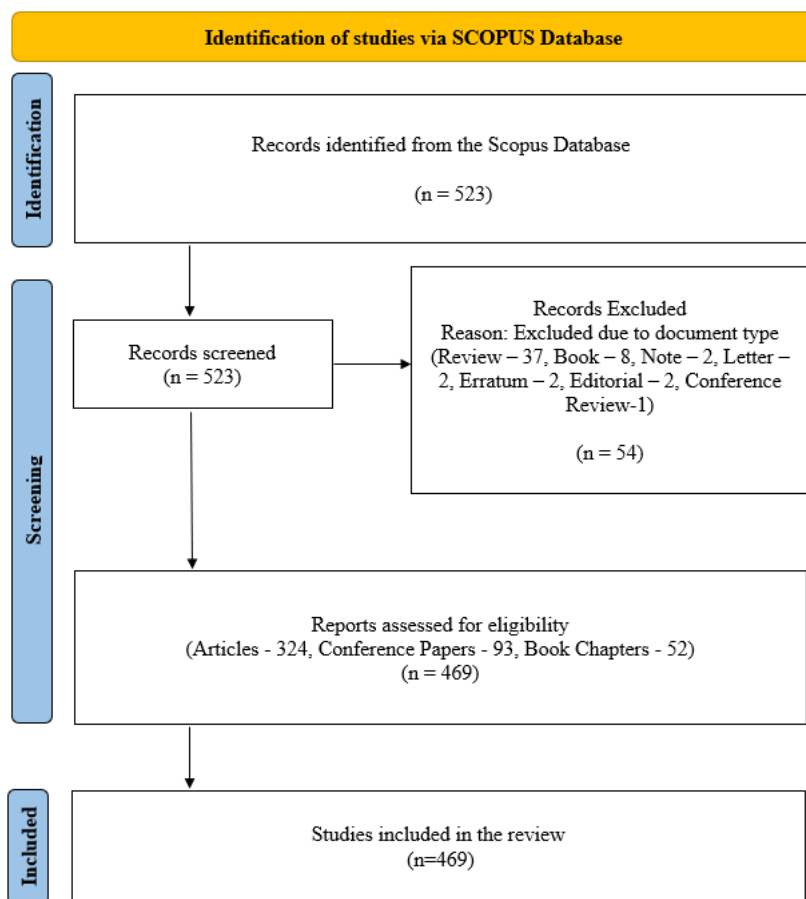 Identification of studies via SCOPUS Database
Identification
Records identified from the Scopus Database
(n = 523)
Screening
Records screened
(n = 523)
Records Excluded
Reason: Excluded due to document type
(Review – 37, Book – 8, Note – 2, Letter –
2, Erratum – 2, Editorial – 2, Conference
Review-1)
(n = 54)
Reports assessed for eligibility
(Articles - 324, Conference Papers - 93, Book Chapters - 52)
(n = 469)
Included
Studies included in the review
(n=469)